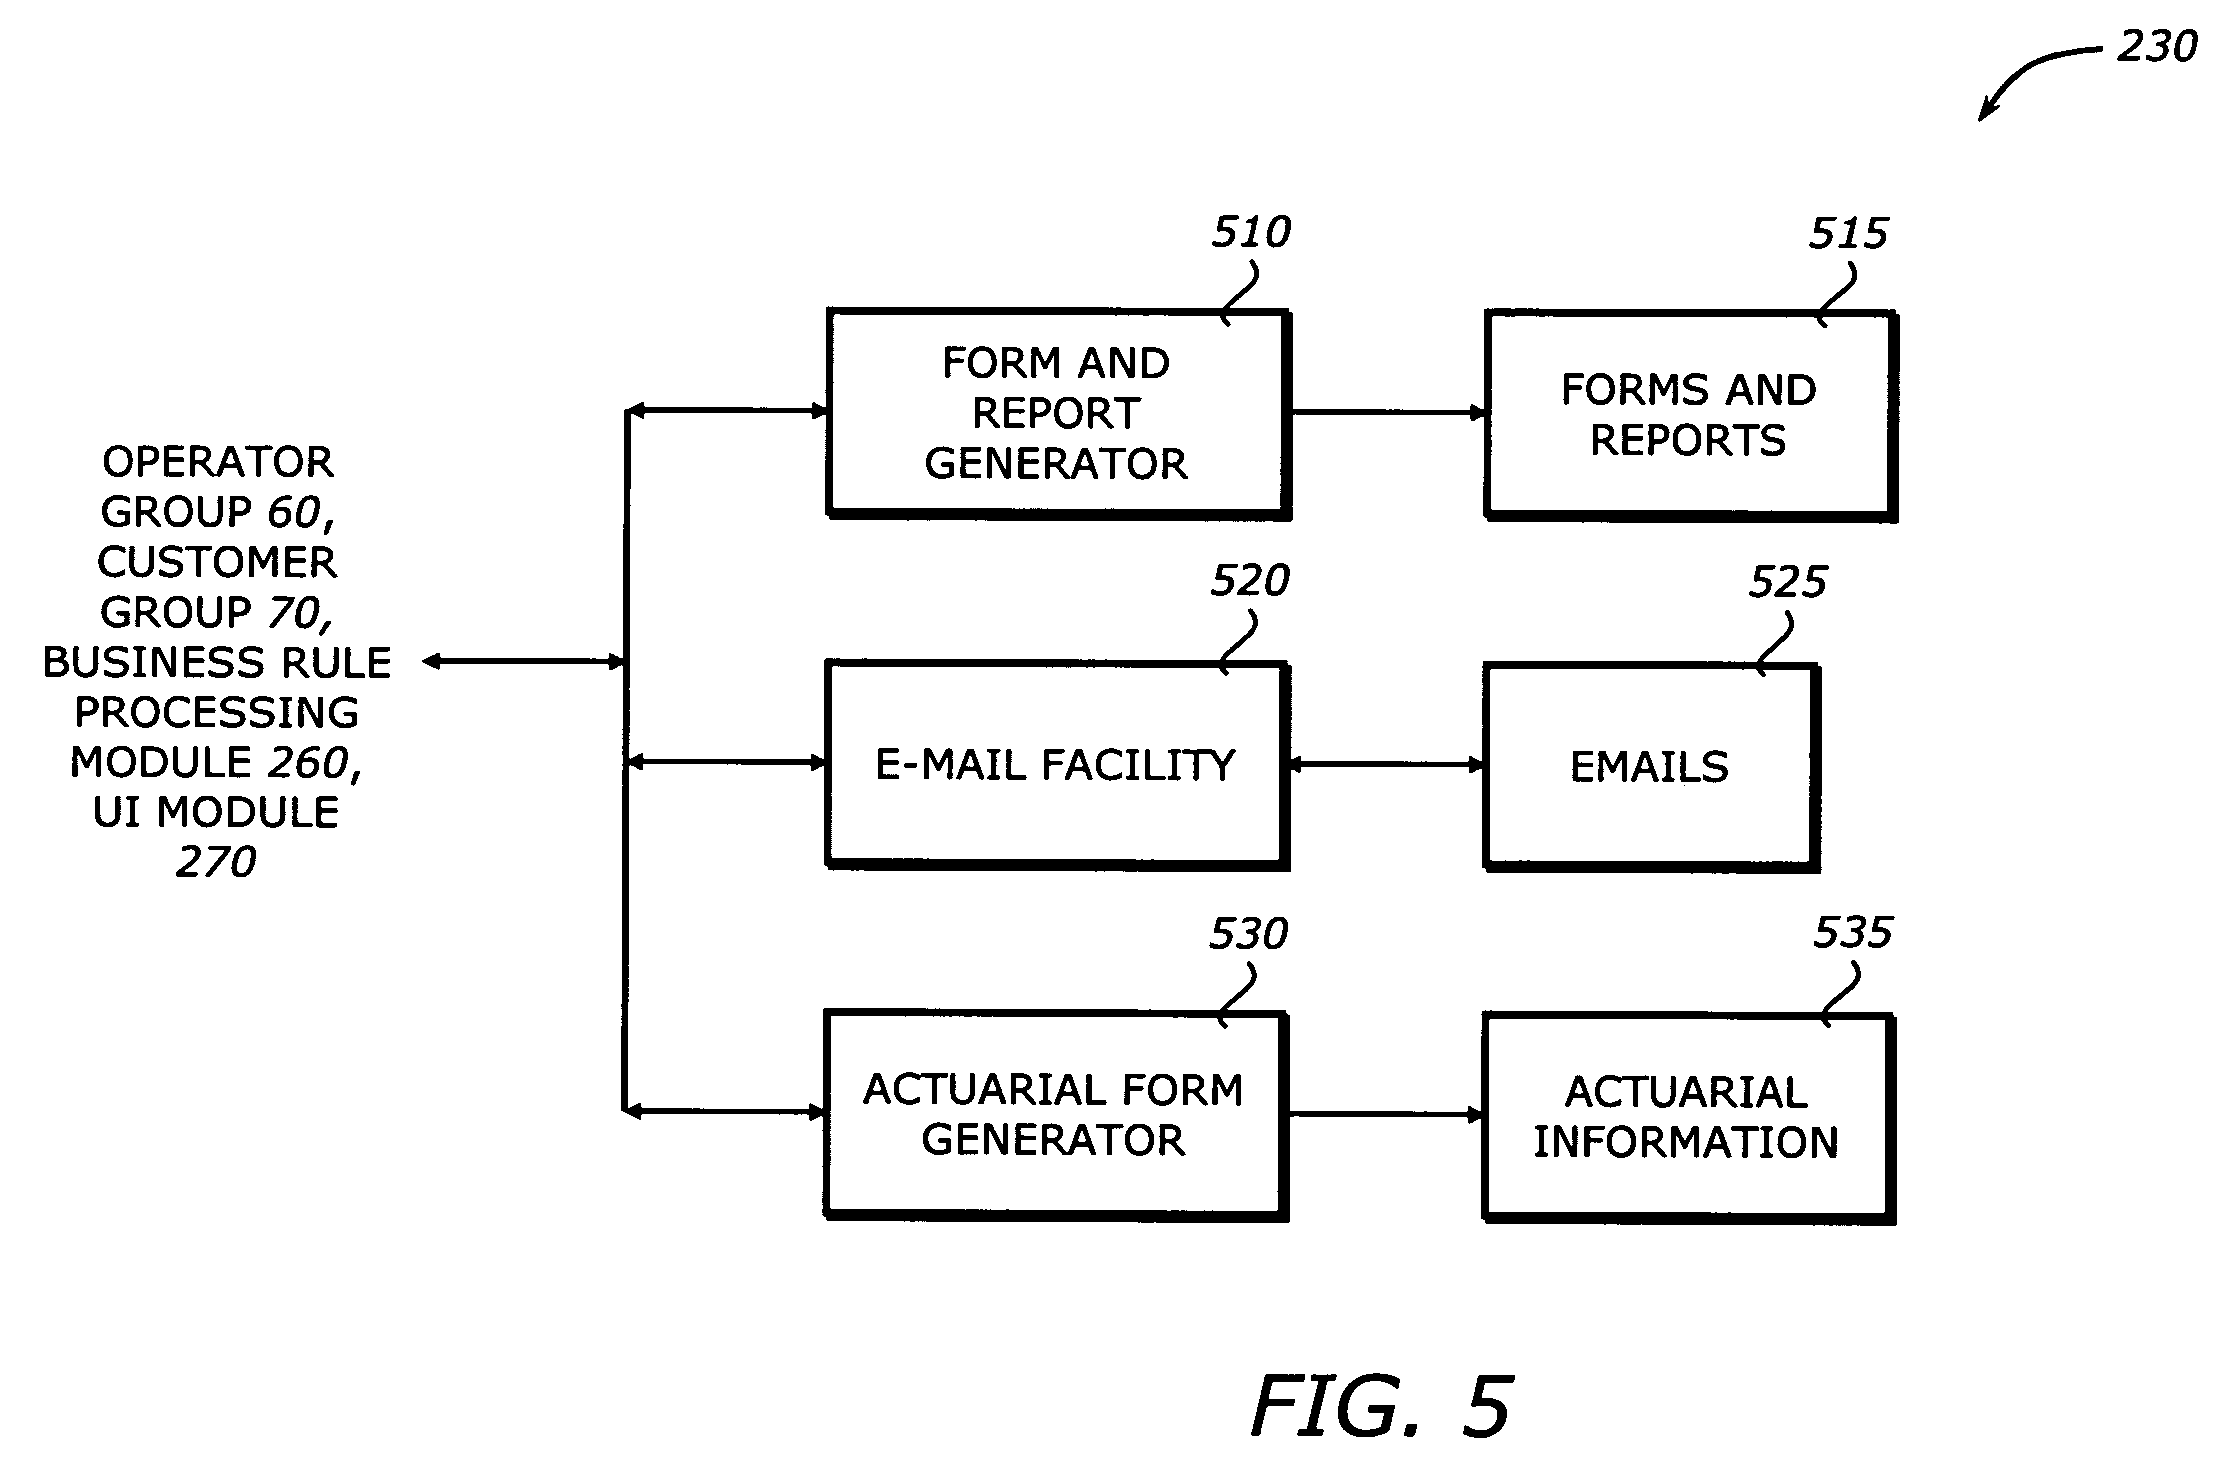 230
510
515
FORM AND
REPORT
GENERATOR
FORMS AND
REPORTS
OPERATOR
GROUP 60,
CUSTOMER
GROUP 70,
BUSINESS RULE
PROCESSING
MODULE 260,
UI MODULE
270
520
525
E-MAIL FACILITY
EMAILS
530
535
ACTUARIAL FORM
GENERATOR
ACTUARIAL
INFORMATION
FIG. 5